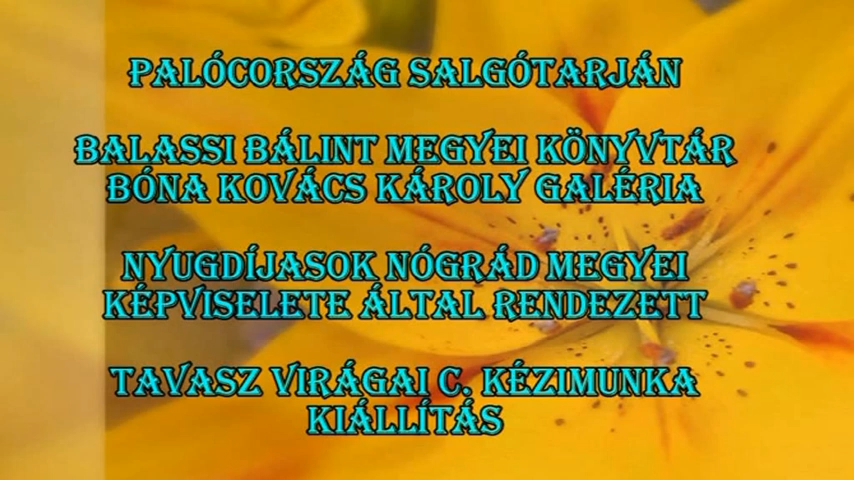 PALÓCORSZÁG SALGÓTARJÁN
BALASSI BÁLINT MEGYEI KÖNYVTÁR
BÓNA KOVÁCS KÁROLY GALÉRIA
NYUGDÍJASOK NÓGRÁD MEGYEI
KÉPVISELETE ÁLTAL RENDEZETT
TAVASZ VIRÁGAI C. KÉZIMUNKA
KIÁLLÍTÁS